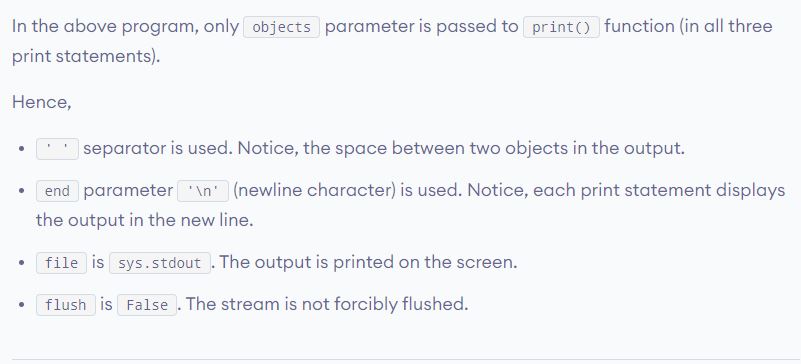 In the above program, only objects parameter is passed to print() function (in all three
print statements).
Hence,
• ' ' separator is used. Notice, the space between two objects in the output.
• end parameter '\n' (newline character) is used. Notice, each print statement displays
the output in the new line.
• file is sys.stdout . The output is printed on the screen.
• flush is False . The stream is not forcibly flushed.